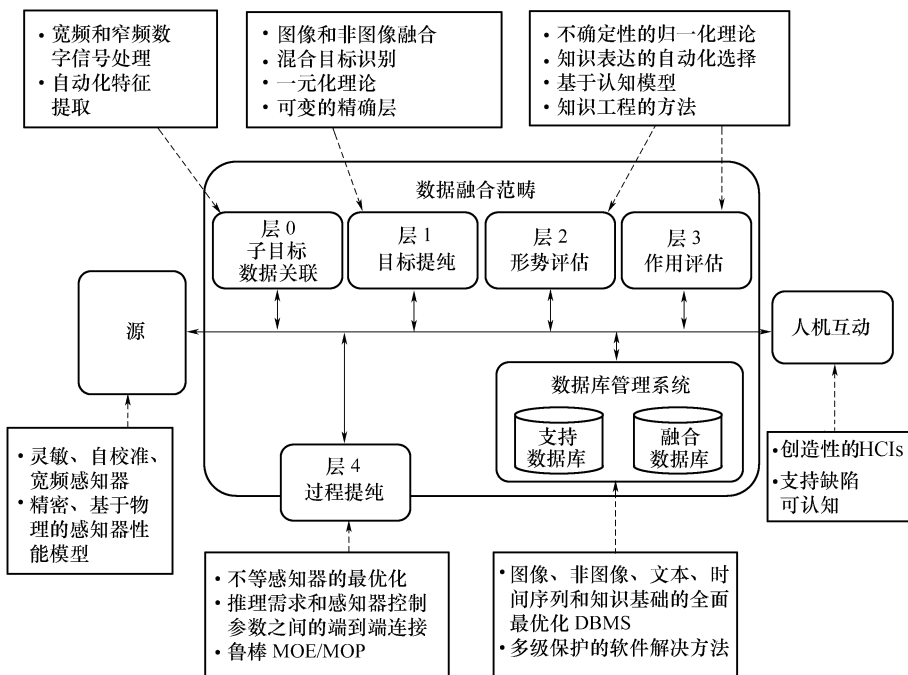 • 宽频和窄频数
字信号处理
• 自动化特征
提取
• 图像和非图像融合
• 混合目标识别
• 一元化理论
• 可变的精确层
• 不确定性的归一化理论
• 知识表达的自动化选择
• 基于认知模型
• 知识工程的方法
数据融合范畴
层 0
子目标
数据关联
层 1
目标提纯
层 2
形势评估
层 3
作用评估
源
人机互动
数据库管理系统
支持
数据库
融合
数据库
层 4
过程提纯
• 灵敏、自校准、
宽频感知器
• 精密、基于物
理的感知器性
能模型
• 创造性的HCIs
• 支持缺陷
可认知
• 不等感知器的最优化
• 推理需求和感知器控制
参数之间的端到端连接
• 鲁棒 MOE/MOP
• 图像、非图像、文本、时
间序列和知识基础的全面
最优化 DBMS
• 多级保护的软件解决方法